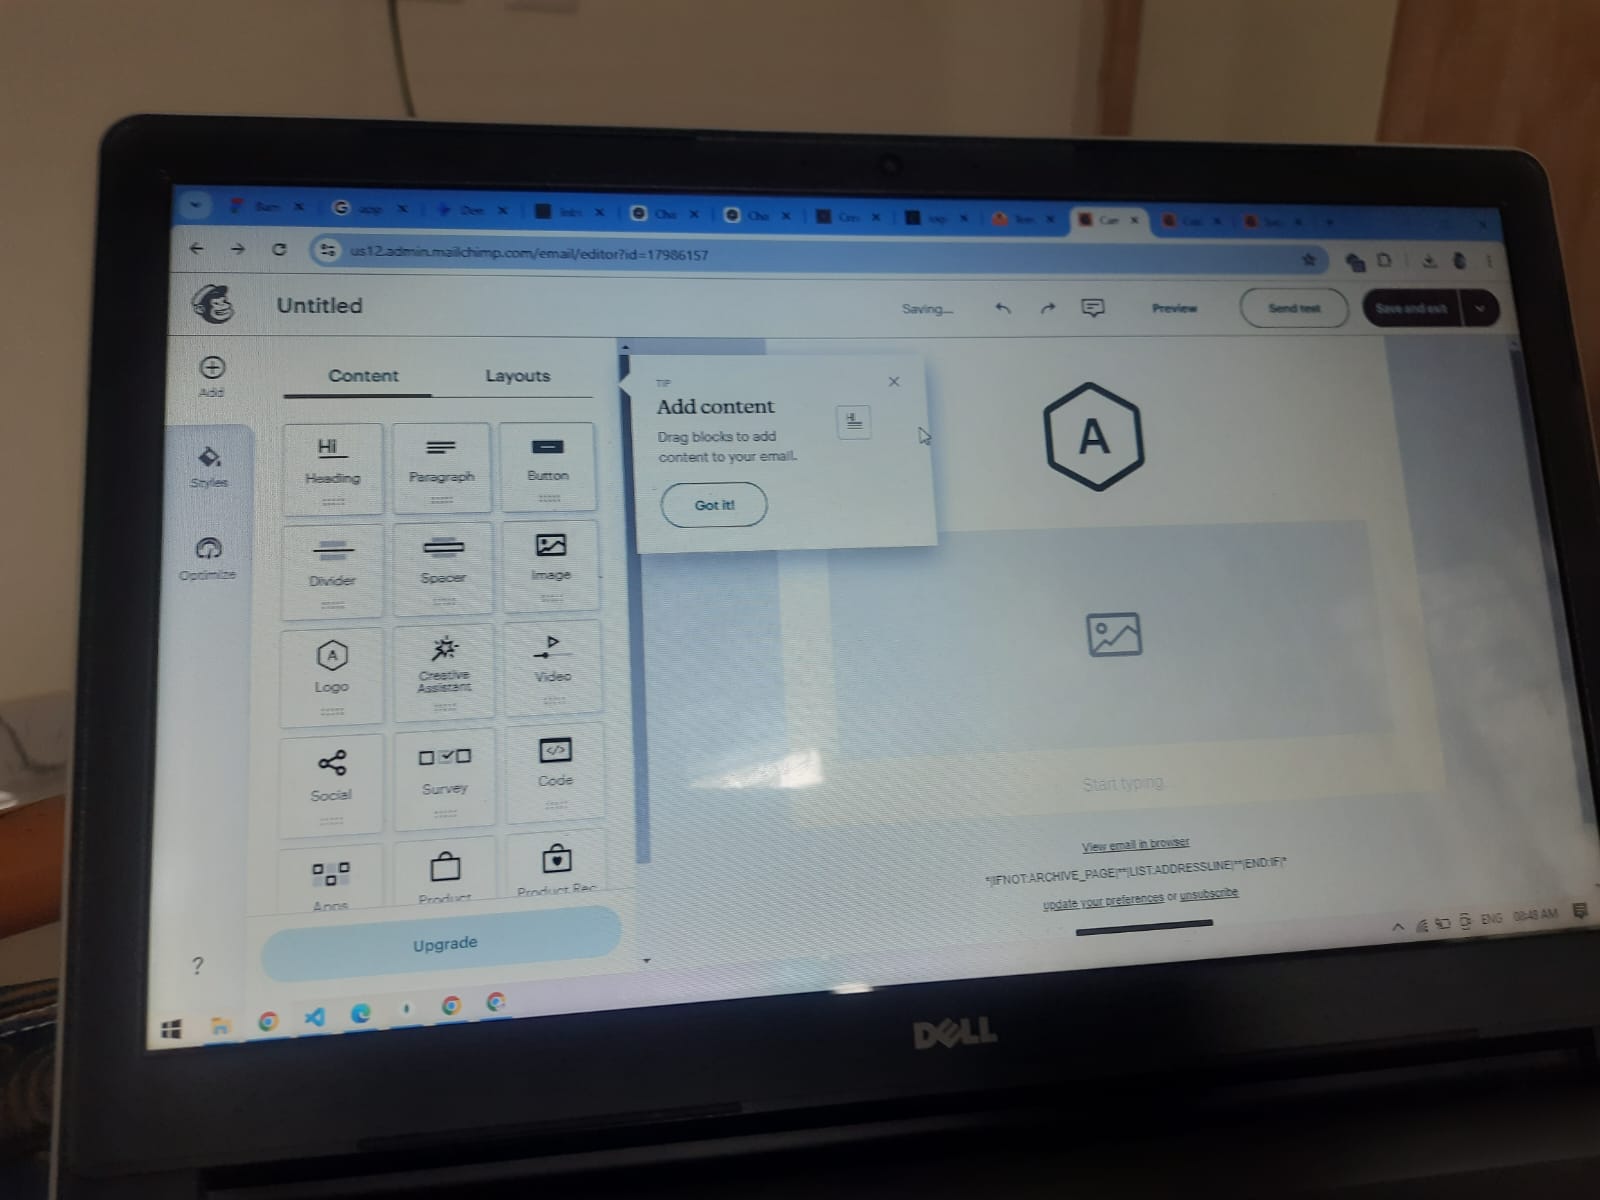 us12.admin.mailchimp.com/email/editor?id=17986157
Untitled
Saving...
Preview
Send test
Save and exit
Add
Styles
Optimize
Content
Layouts
Hi
Heading
Paragraph
Button
Divider
Spacer
Image
A
Logo
Creative
Assistant
Video
Social
Survey
</>
Code
Apps
Product
Product Rec
Upgrade
?
TIP
Add content
Drag blocks to add
content to your email.
Got it!
A
Start typing
View email in browser
*|IFNOT:ARCHIVE_PAGE|**|LIST:ADDRESSLINE|**|END:IF|*
update your preferences or unsubscribe
ENG
08:48 AM
DELL